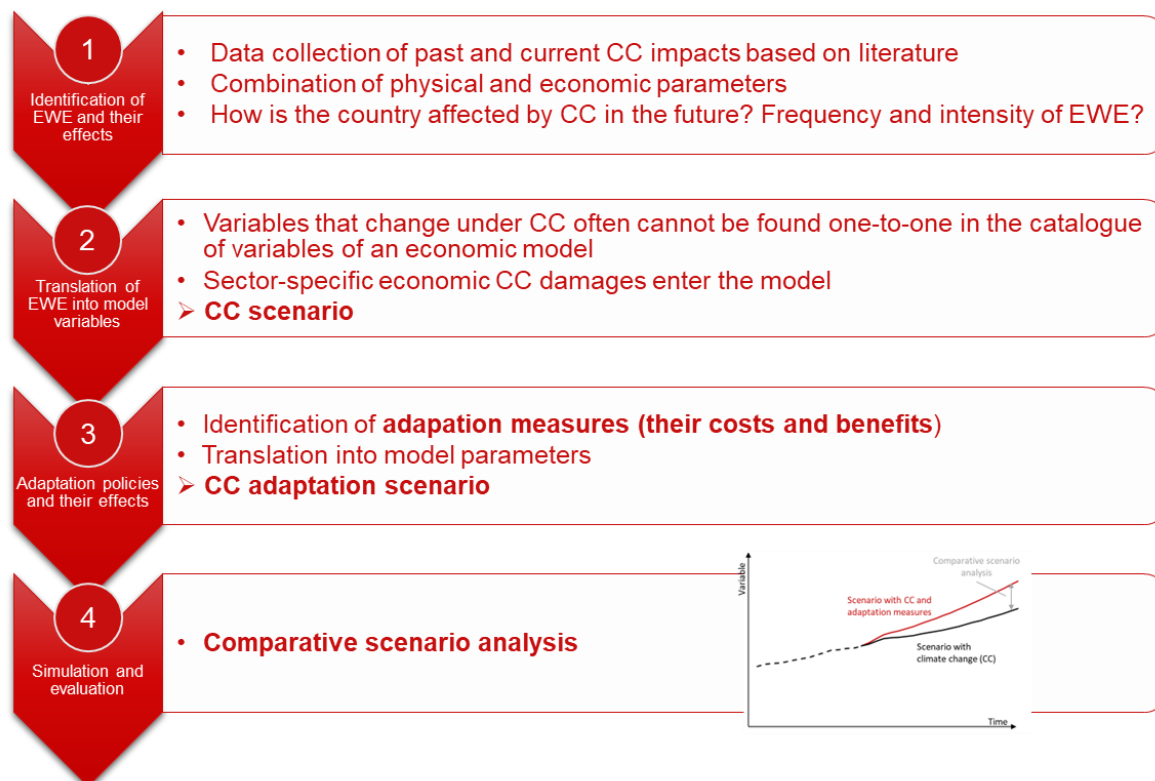 1
Identification of
EWE and their
effects
• Data collection of past and current CC impacts based on literature
• Combination of physical and economic parameters
• How is the country affected by CC in the future? Frequency and intensity of EWE?
2
Translation of
EWE into model
variables
• Variables that change under CC often cannot be found one-to-one in the catalogue
of variables of an economic model
• Sector-specific economic CC damages enter the model
➢ CC scenario
3
Adaptation policies
and their effects
• Identification of adapation measures (their costs and benefits)
• Translation into model parameters
➢ CC adaptation scenario
4
Simulation and
evaluation
• Comparative scenario analysis
Variable
Comparative scenario
analysis
Scenario with CC and
adaptation measures
Scenario with
climate change (CC)
Time